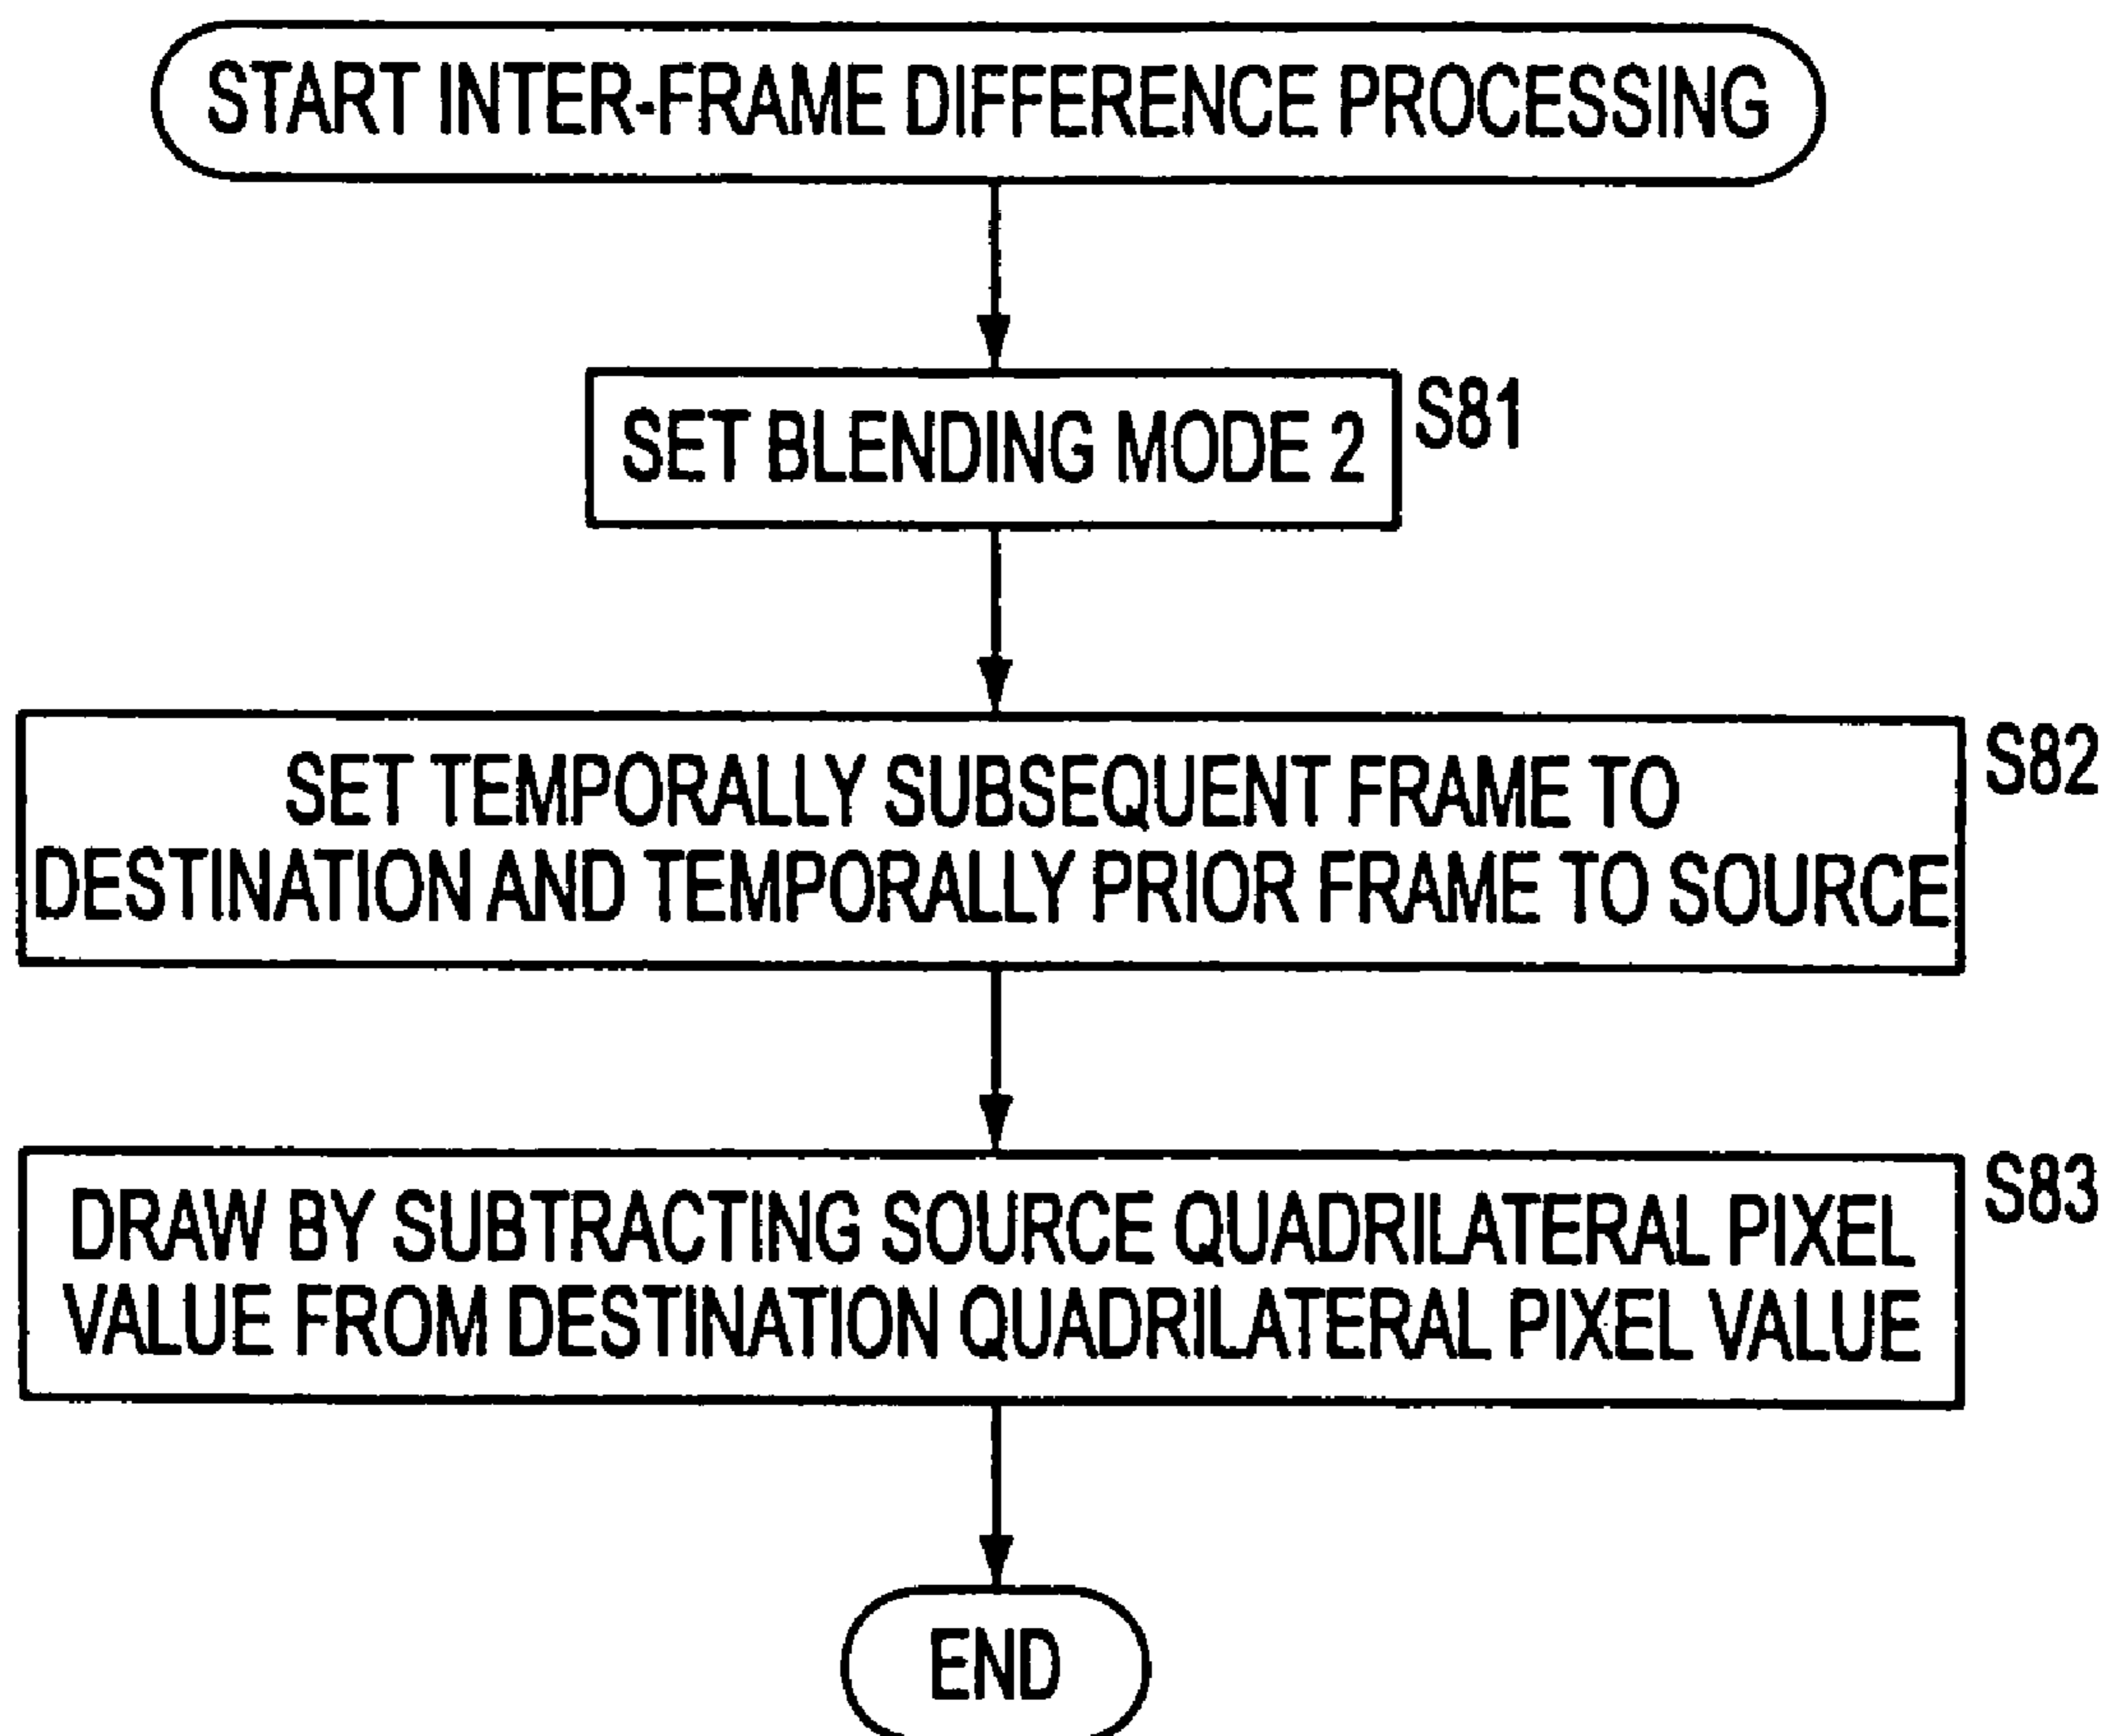 START INTER-FRAME DIFFERENCE PROCESSING
SET BLENDING MODE 2
S81
SET TEMPORALLY SUBSEQUENT FRAME TO
DESTINATION AND TEMPORALLY PRIOR FRAME TO SOURCE
S82
DRAW BY SUBTRACTING SOURCE QUADRILATERAL PIXEL
VALUE FROM DESTINATION QUADRILATERAL PIXEL VALUE
S83
END